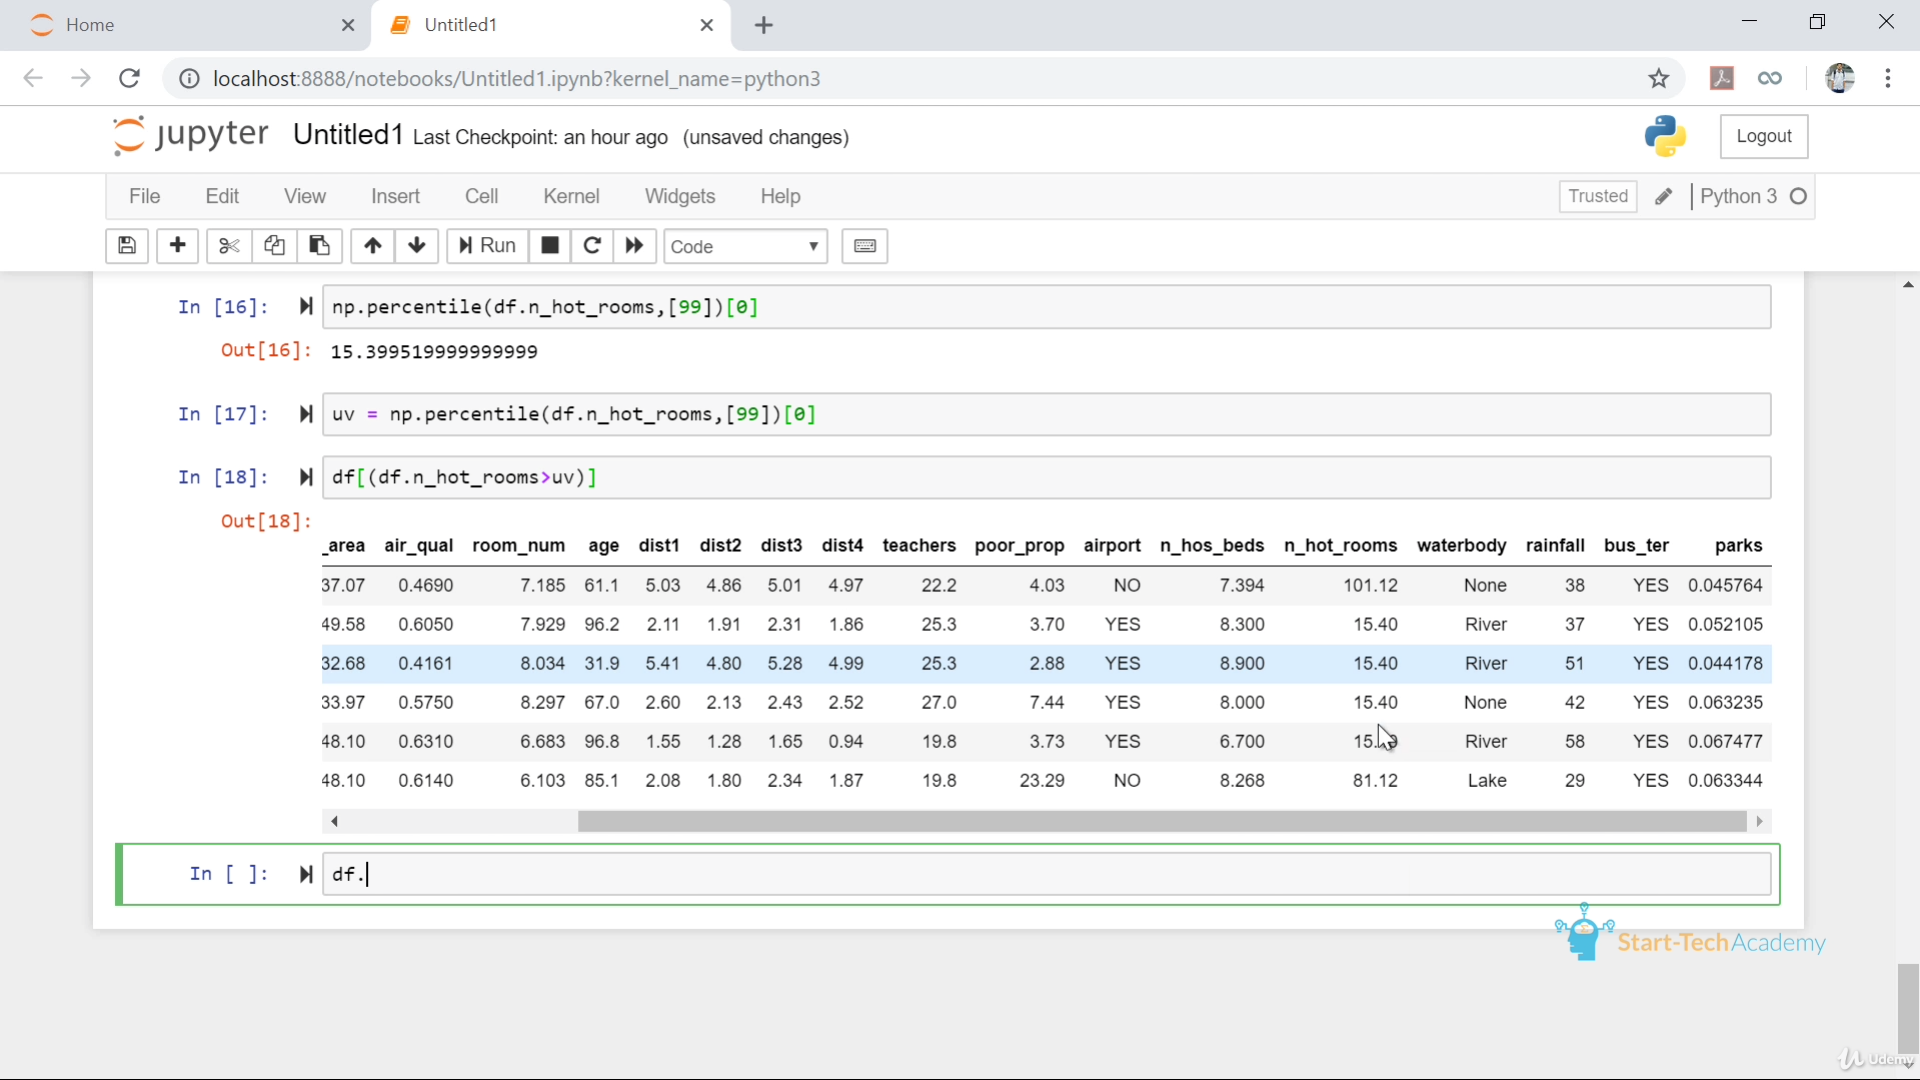 Home
Untitled1
localhost:8888/notebooks/Untitled1.ipynb?kernel_name=python3
jupyter Untitled1 Last Checkpoint: an hour ago (unsaved changes)
Logout
File Edit View Insert Cell Kernel Widgets Help
Trusted
Python 3
Run
Code
In [16]: np.percentile(df.n_hot_rooms,[99])[0]
Out[16]: 15.399519999999999
In [17]: uv = np.percentile(df.n_hot_rooms,[99])[0]
In [18]: df[(df.n_hot_rooms>uv)]
Out[18]:
_area air_qual room_num age dist1 dist2 dist3 dist4 teachers poor_prop airport n_hos_beds n_hot_rooms waterbody rainfall bus_ter parks
37.07 0.4690 7.185 61.1 5.03 4.86 5.01 4.97 22.2 4.03 NO 7.394 101.12 None 38 YES 0.045764
49.58 0.6050 7.929 96.2 2.11 1.91 2.31 1.86 25.3 3.70 YES 8.300 15.40 River 37 YES 0.052105
32.68 0.4161 8.034 31.9 5.41 4.80 5.28 4.99 25.3 2.88 YES 8.900 15.40 River 51 YES 0.044178
33.97 0.5750 8.297 67.0 2.60 2.13 2.43 2.52 27.0 7.44 YES 8.000 15.40 None 42 YES 0.063235
48.10 0.6310 6.683 96.8 1.55 1.28 1.65 0.94 19.8 3.73 YES 6.700 River 58 YES 0.067477
48.10 0.6140 6.103 85.1 2.08 1.80 2.34 1.87 19.8 23.29 NO 8.268 81.12 Lake 29 YES 0.063344
In [ ]: df.
Start-Tech Academy
Udemy